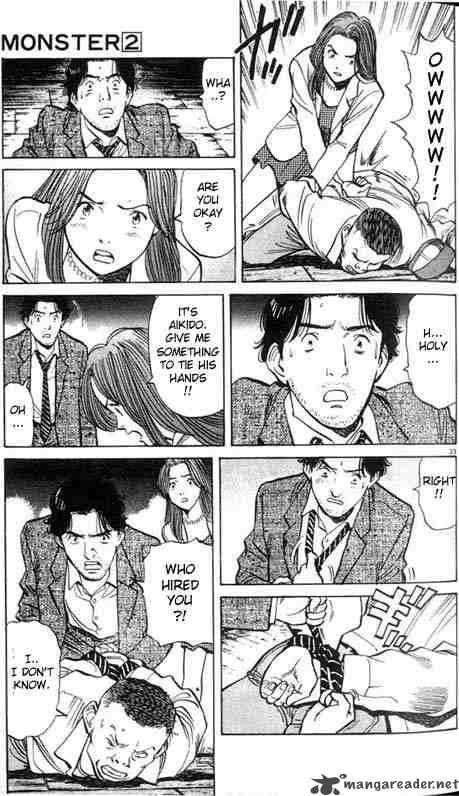 MONSTER 2
OWWWWW!!
WHA
..?
ARE
YOU
OKAY
?
H...
HOLY
...
IT'S
AIKIDO.
GIVE ME
SOMETHING
TO TIE HIS
HANDS
!!
OH
...
RIGHT
!!
WHO
HIRED
YOU
?!
I..
I DON'T
KNOW.
mangareader.net